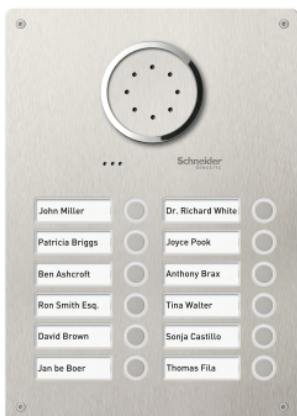 Schneider
John Miller
Dr. Richard White
Patricia Briggs
Joyce Pook
Ben Ashcroft
Anthony Brax
Ron Smith Esq.
Tina Walter
David Brown
Sonja Castillo
Jan be Boer
Thomas Fila